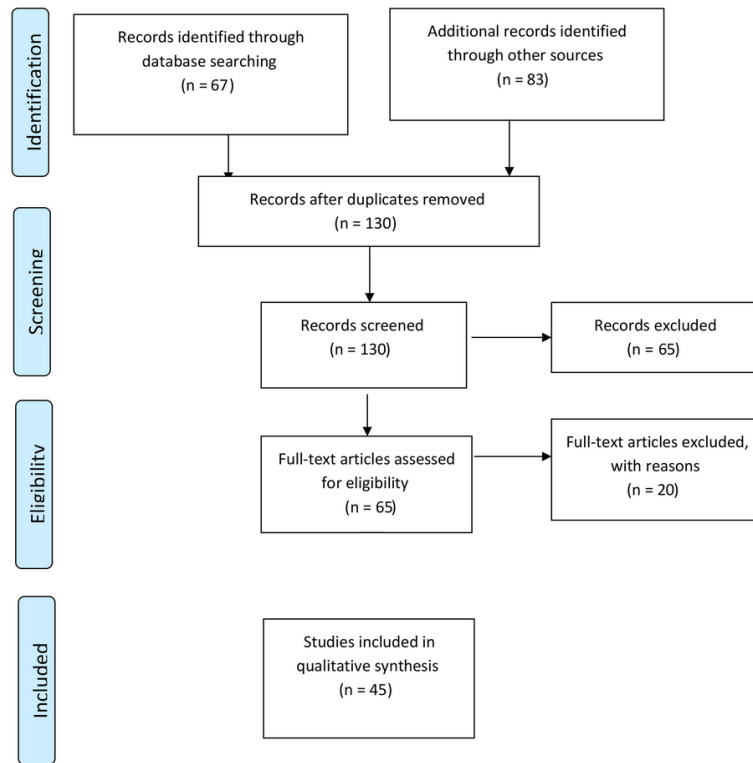 Identification
Records identified through
database searching
(n = 67)
Additional records identified
through other sources
(n = 83)
Records after duplicates removed
(n = 130)
Screening
Records screened
(n = 130)
Records excluded
(n = 65)
Eligibility
Full-text articles assessed
for eligibility
(n = 65)
Full-text articles excluded,
with reasons
(n = 20)
Included
Studies included in
qualitative synthesis
(n = 45)